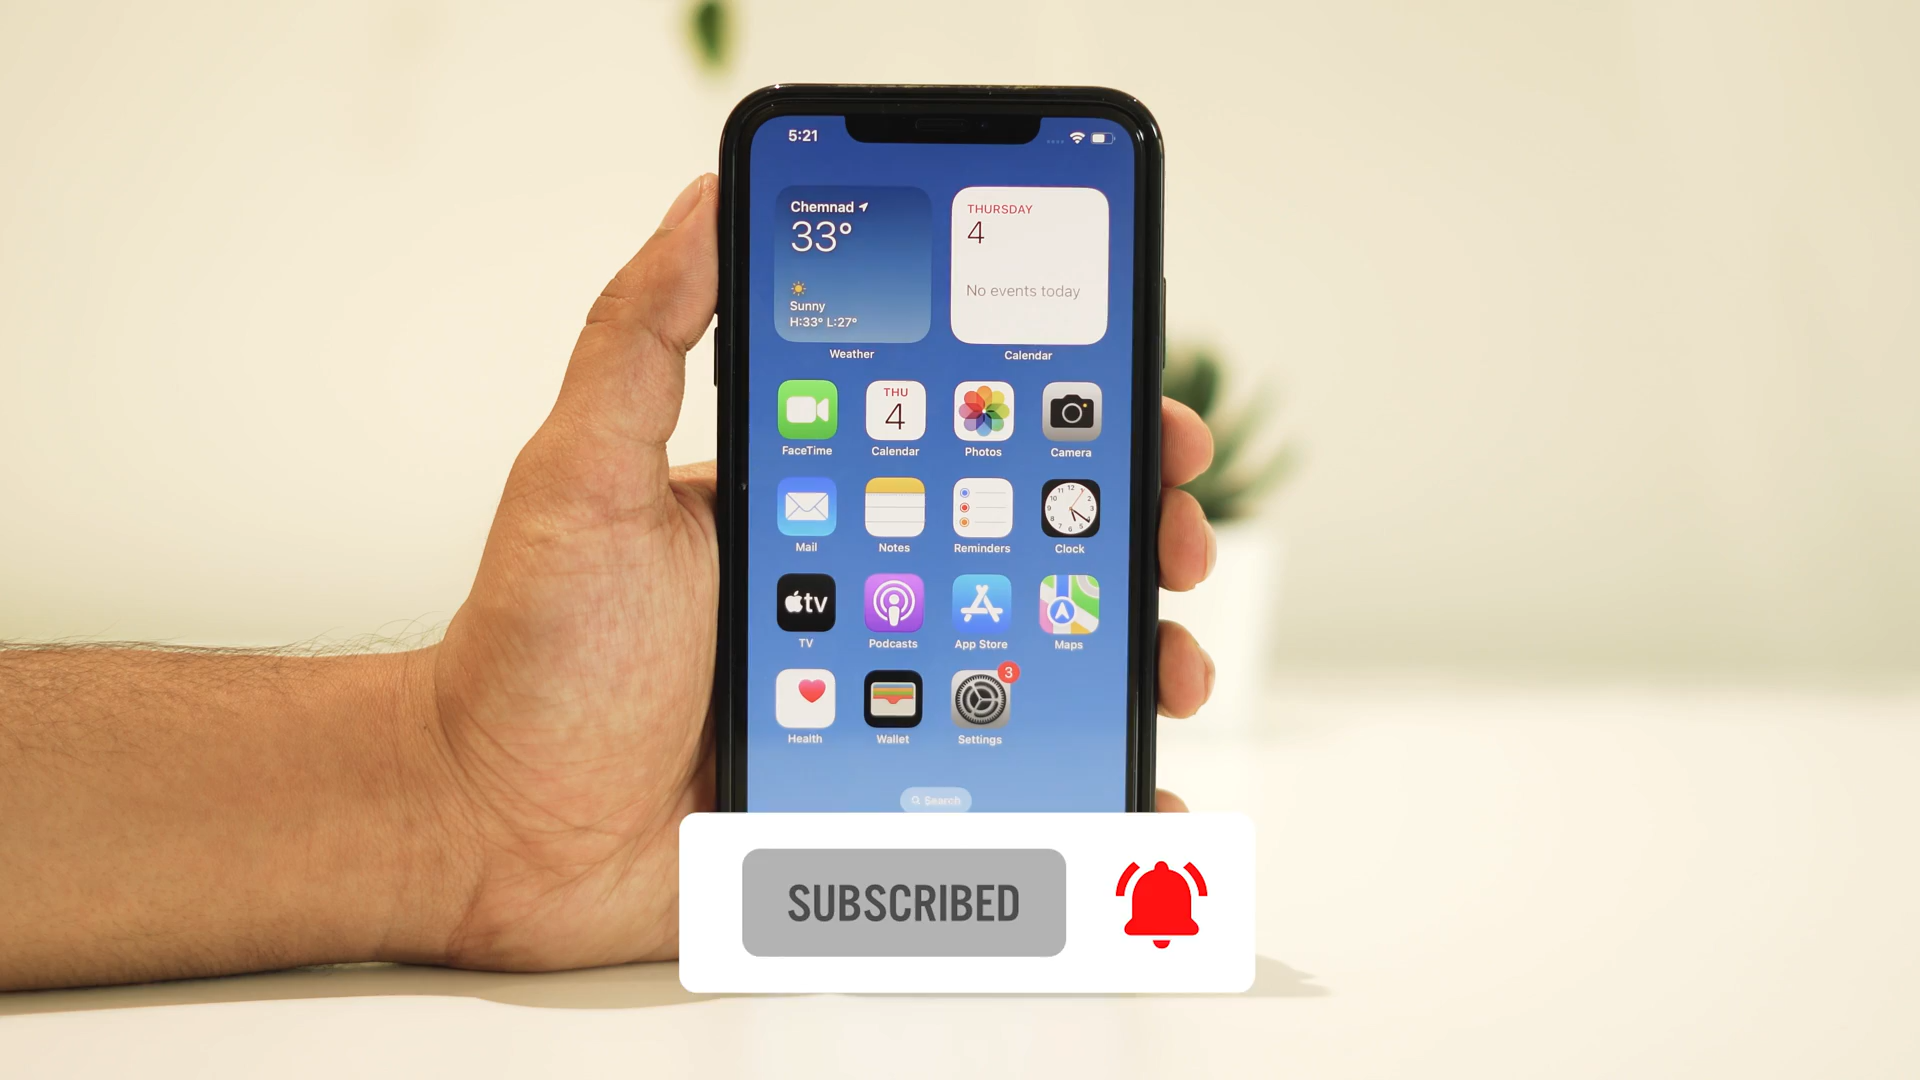 5:21
Chemnad
33°
Sunny
H:33° L:27°
Weather
THURSDAY
4
No events today
Calendar
THU
4
FaceTime
Calendar
Photos
Camera
Mail
Notes
Reminders
Clock
tv
TV
Podcasts
App Store
Maps
3
Health
Wallet
Settings
Search
SUBSCRIBED